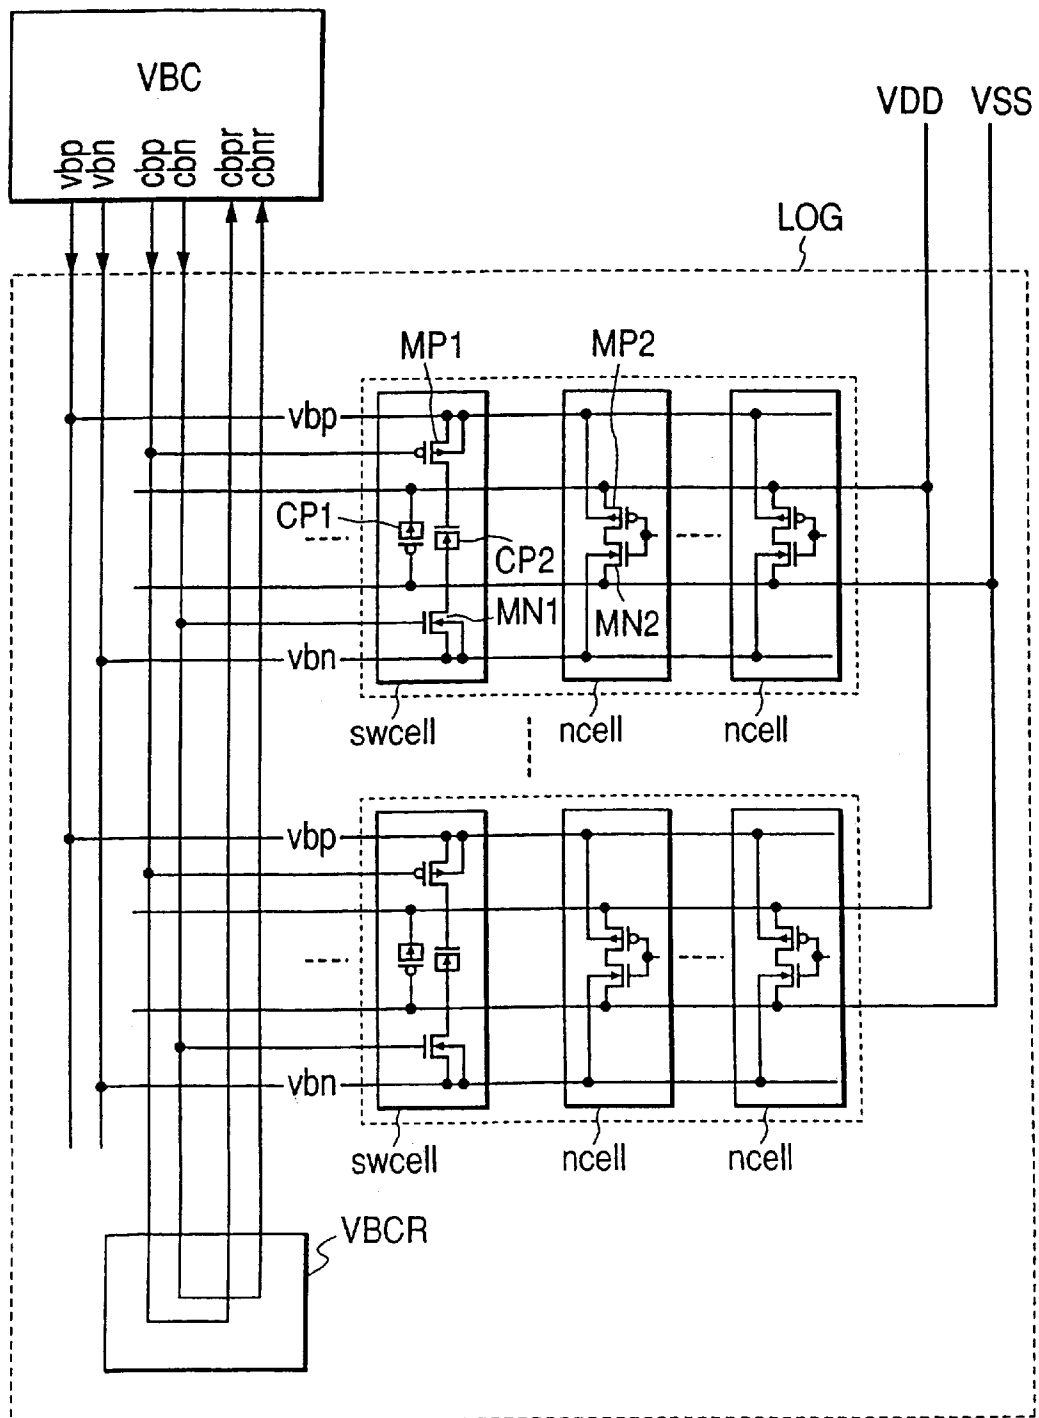 VBC
vbp
vbn
cbp
cbn
cbpr
cbnr
VDD VSS
LOG
MP1
MP2
vbp
CP1
CP2
MN1
MN2
vbn
swcell
ncell
ncell
vbp
vbn
swcell
ncell
ncell
VBCR